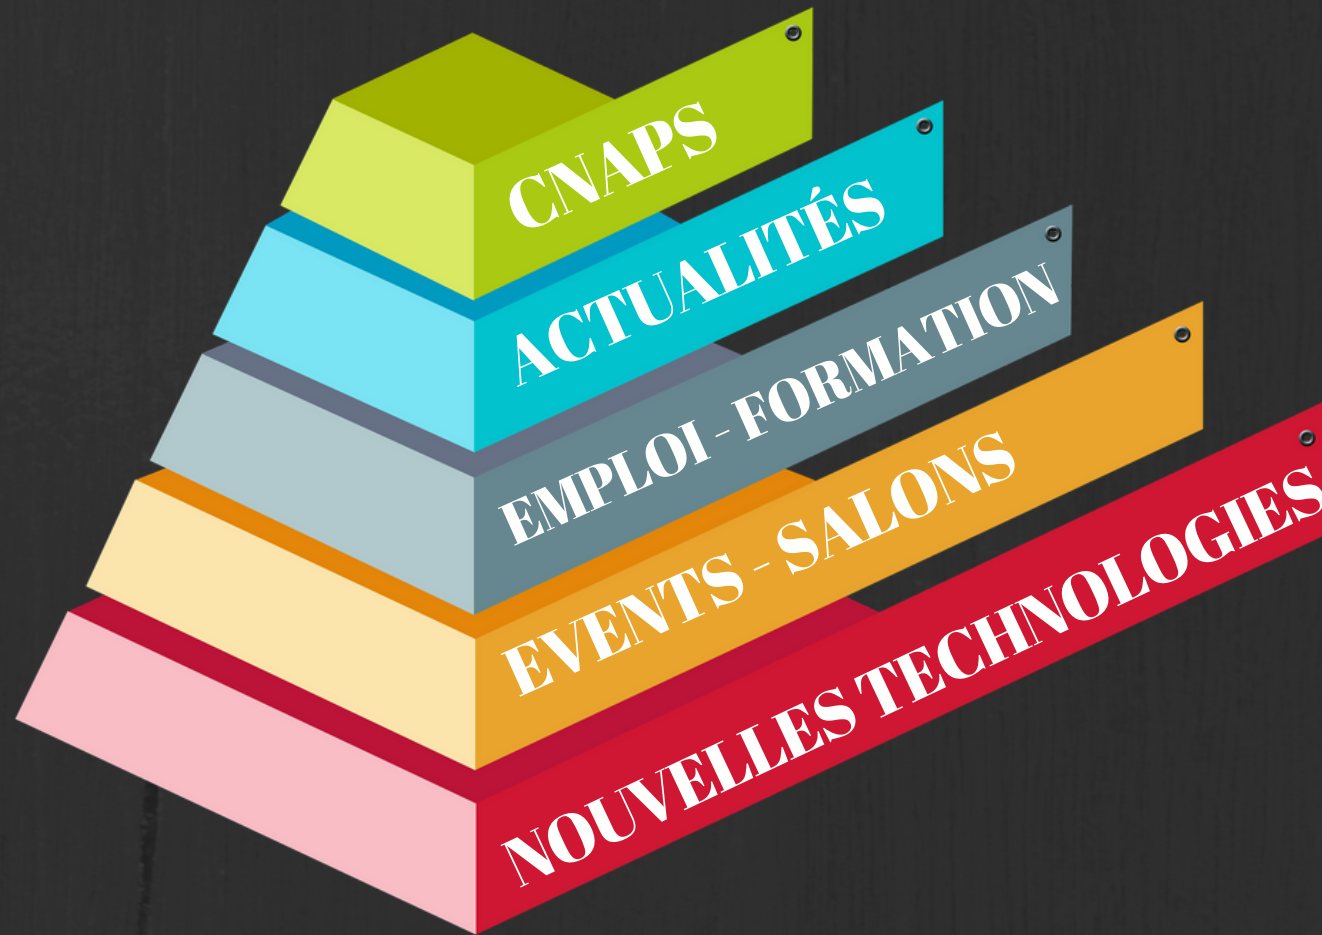 CNAPS
ACTUALITÉS
EMPLOI - FORMATION
EVENTS - SALONS
NOUVELLES TECHNOLOGIES